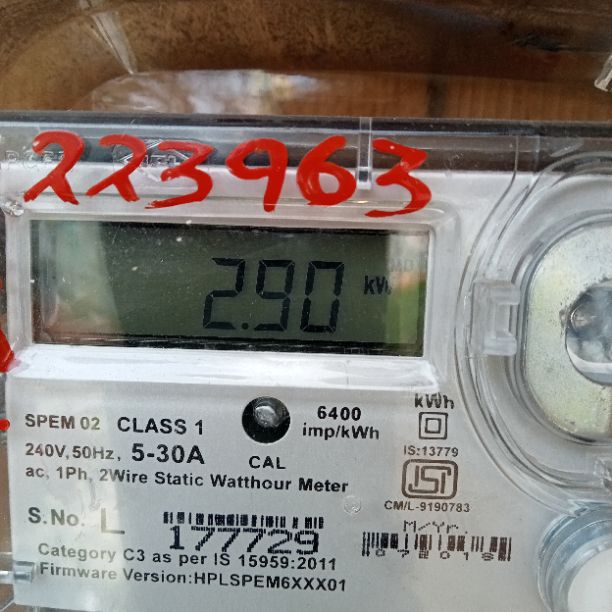 223963
2.90 kW
SPEM 02 CLASS 1
6400
imp/kWh
kWh
240V,50Hz, 5-30A
CAL
IS:13779
ac, 1Ph, 2Wire Static Watthour Meter
ISI
CM/L-9190783
S.No. L 177729
M/Yr.
072018
Category C3 as per IS 15959:2011
Firmware Version:HPLSPEM6XXX01